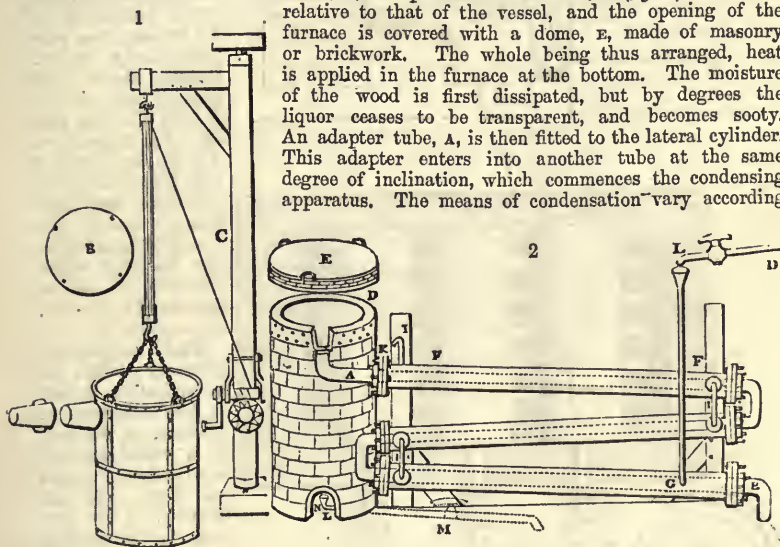 relative to that of the vessel, and the opening of the
furnace is covered with a dome, E, made of masonry
or brickwork. The whole being thus arranged, heat
is applied in the furnace at the bottom. The moisture
of the wood is first dissipated, but by degrees the
liquor ceases to be transparent, and becomes sooty.
An adapter tube, A, is then fitted to the lateral cylinder.
This adapter enters into another tube at the same
degree of inclination, which commences the condensing
apparatus. The means of condensation vary according
1
B
C
2
E
D
I
K
F
A
F
L
D
G
E
N
L
M